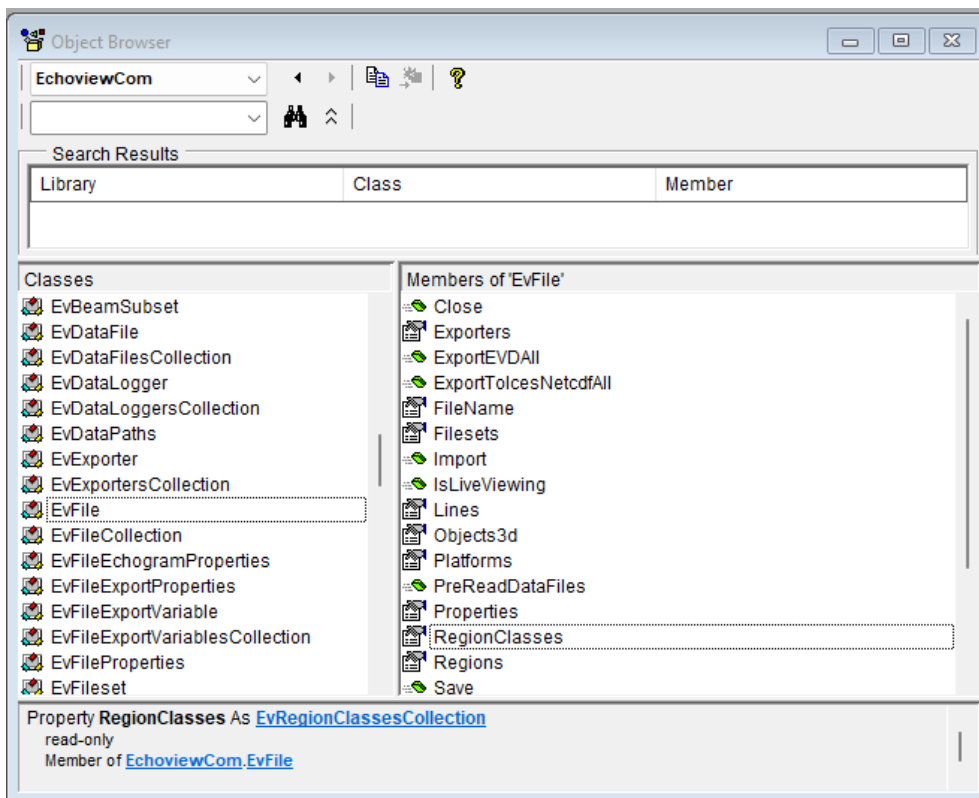 Object Browser
EchoviewCom
Search Results
Library Class Member
Classes
EvBeamSubset
EvDataFile
EvDataFilesCollection
EvDataLogger
EvDataLoggersCollection
EvDataPaths
EvExporter
EvExportersCollection
EvFile
EvFileCollection
EvFileEchogramProperties
EvFileExportProperties
EvFileExportVariable
EvFileExportVariablesCollection
EvFileProperties
EvFileset
Members of 'EvFile'
Close
Exporters
ExportEVDAll
ExportToIcesNetcdfAll
FileName
Filesets
Import
IsLiveViewing
Lines
Objects3d
Platforms
PreReadDataFiles
Properties
RegionClasses
Regions
Save
Property RegionClasses As EvRegionClassesCollection
read-only
Member of EchoviewCom.EvFile